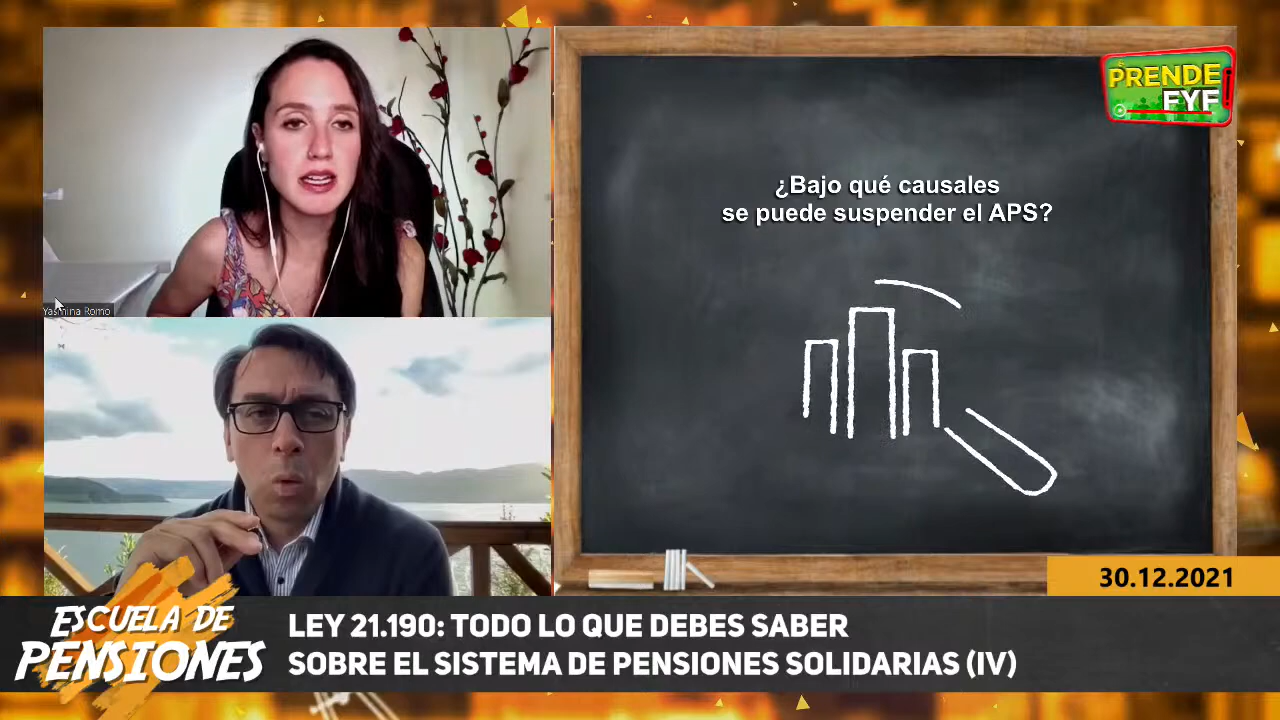 PRENDE
FYF
¿Bajo qué causales
se puede suspender el APS?
Yasmina Romo
30.12.2021
ESCUELA DE
PENSIONES
LEY 21.190: TODO LO QUE DEBES SABER
SOBRE EL SISTEMA DE PENSIONES SOLIDARIAS (IV)